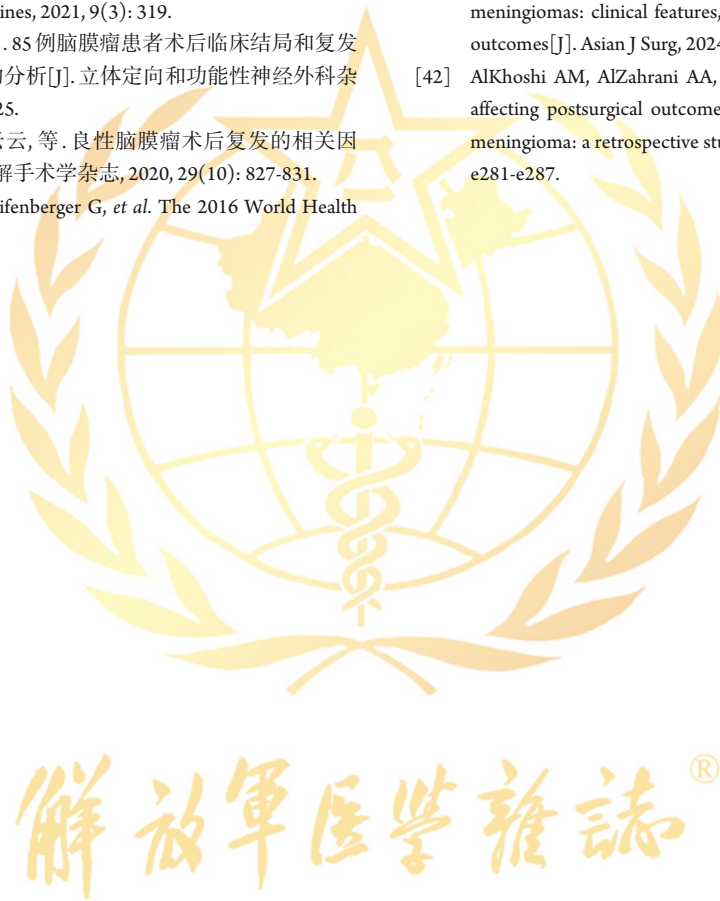 ines, 2021, 9(3): 319.
. 85例脑膜瘤患者术后临床结局和复发
分析[J]. 立体定向和功能性神经外科杂
25.
云, 等. 良性脑膜瘤术后复发的相关因
解手术学杂志, 2020, 29(10): 827-831.
ifenberger G, et al. The 2016 World Health
meningiomas: clinical features,
outcomes[J]. Asian J Surg, 2024
[42] AlKhoshi AM, AlZahrani AA,
affecting postsurgical outcome
meningioma: a retrospective stu
e281-e287.
八一
解放軍医学雜誌®